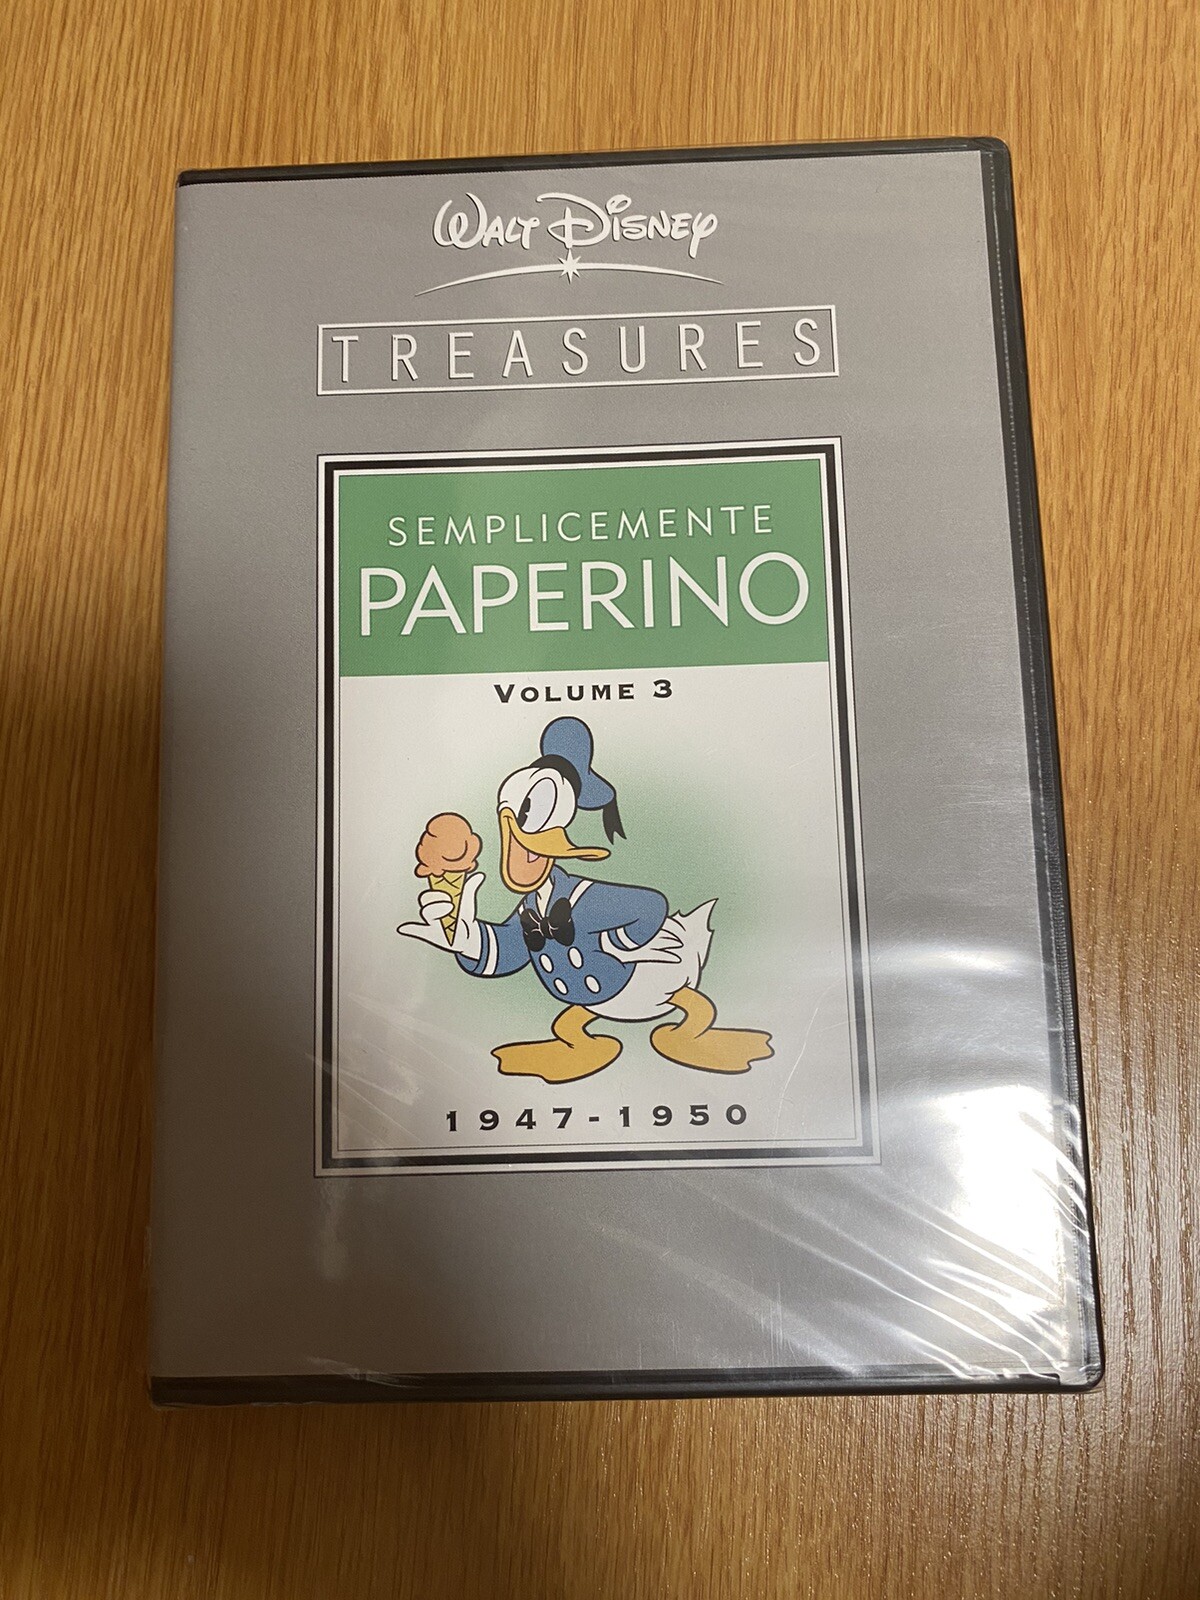 WALT DISNEY
TREASURES
SEMPLICEMENTE
PAPERINO
VOLUME 3
1947-1950